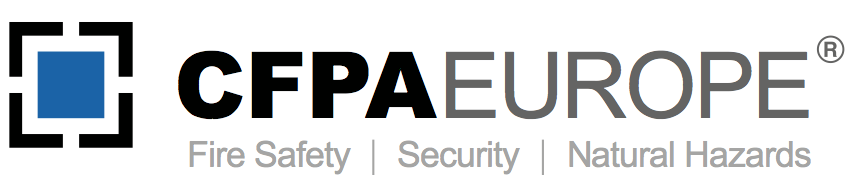 CFPAEUROPE®
Fire Safety | Security | Natural Hazards